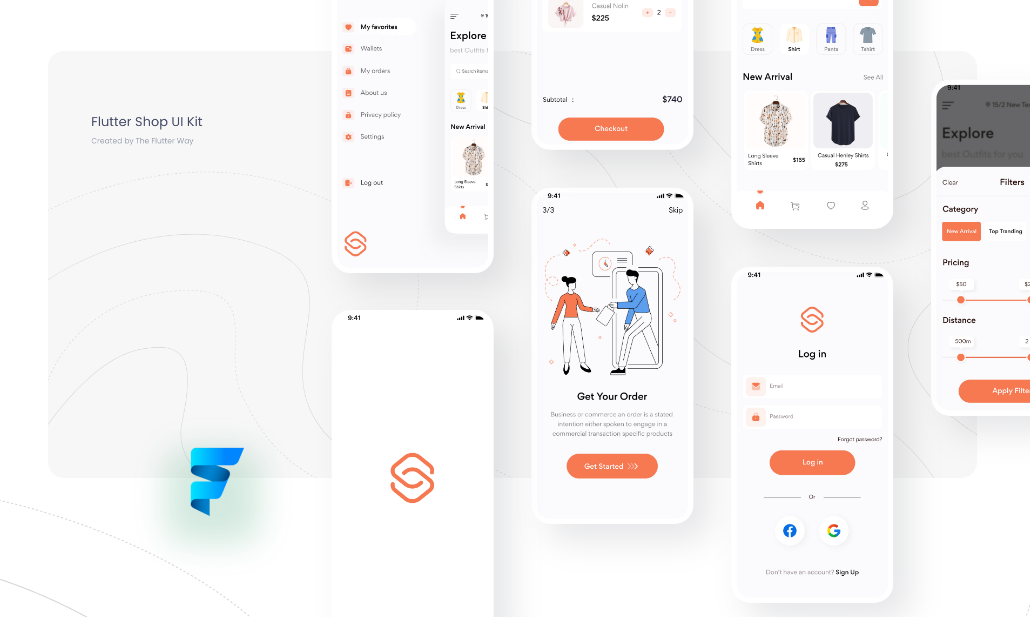 Flutter Shop UI Kit
Created by The Flutter Way
My favorites
Wallets
My orders
About us
Privacy policy
Settings
Log out
Explore
best Outfits f
Search items
Dress
New Arrival
Long Sleeve
Shirts
9:41
Casual Nolin
$225
+ 2 −
Subtotal :
$740
Checkout
9:41
3/3
Skip
Get Your Order
Business or commerce an order is a stated
intention either spoken to engage in a
commercial transaction specific products
Get Started
Dress
Shirt
Pants
Tshirt
New Arrival
See All
Long Sleeve
Shirts
$135
Casual Henley Shirts
$275
9:41
Log in
Email
Password
Forgot password?
Log in
Or
Don't have an account? Sign Up
9:41
15/2 New Te
Explore
best Outfits for you
Clear
Filters
Category
New Arrival
Top Tranding
Pricing
$50
Distance
500m
2
Apply Filte